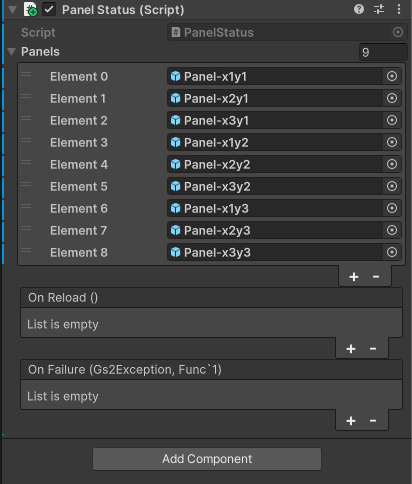 Panel Status (Script)
Script PanelStatus
Panels 9
Element 0 Panel-x1y1
Element 1 Panel-x2y1
Element 2 Panel-x3y1
Element 3 Panel-x1y2
Element 4 Panel-x2y2
Element 5 Panel-x3y2
Element 6 Panel-x1y3
Element 7 Panel-x2y3
Element 8 Panel-x3y3
+ -
On Reload ()
List is empty
+ -
On Failure (Gs2Exception, Func`1)
List is empty
+ -
Add Component